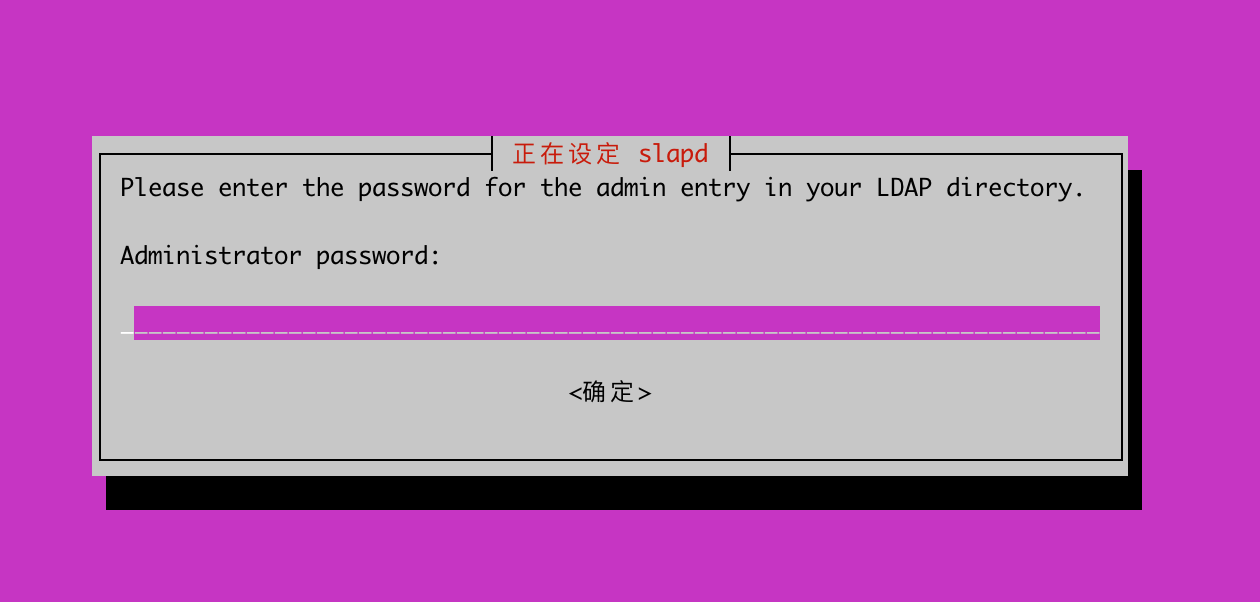 正在设定 slapd
Please enter the password for the admin entry in your LDAP directory.
Administrator password:
<确定>